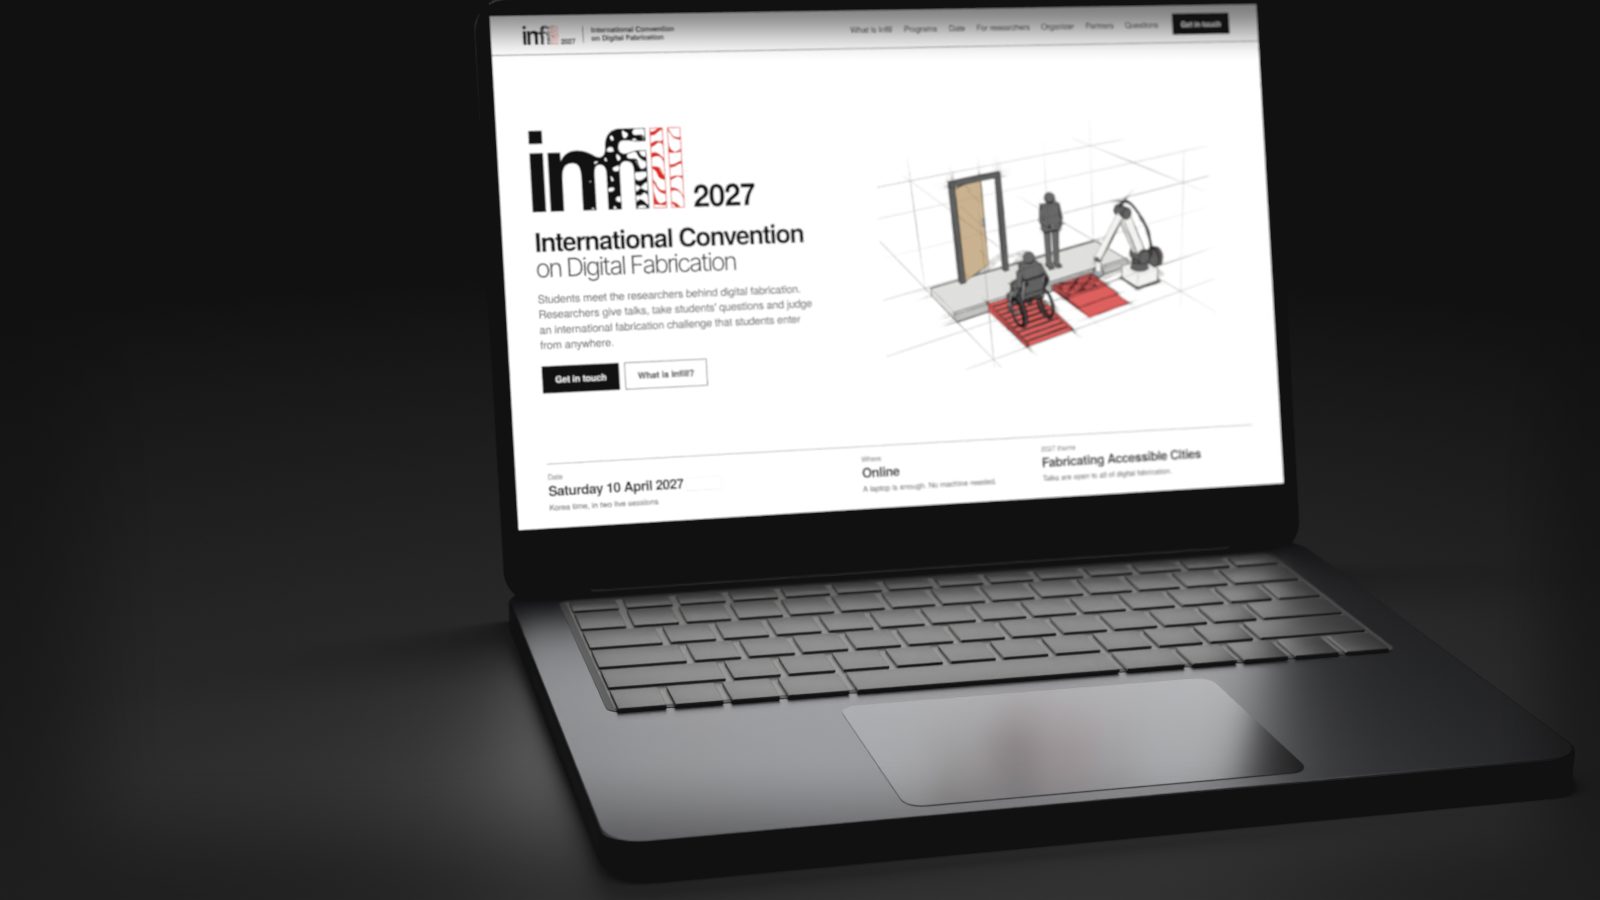 infill 2027
International Convention
on Digital Fabrication
What is Infill
Programs
Date
For researchers
Organizer
Partners
Questions
Get in touch
infill 2027
International Convention
on Digital Fabrication
Students meet the researchers behind digital fabrication.
Researchers give talks, take students' questions and judge
an international fabrication challenge that students enter
from anywhere.
Get in touch
What is Infill?
Date
Saturday 10 April 2027
Korea time, in two live sessions
Where
Online
A laptop is enough. No machine needed.
2027 theme
Fabricating Accessible Cities
Talks are open to all of digital fabrication.